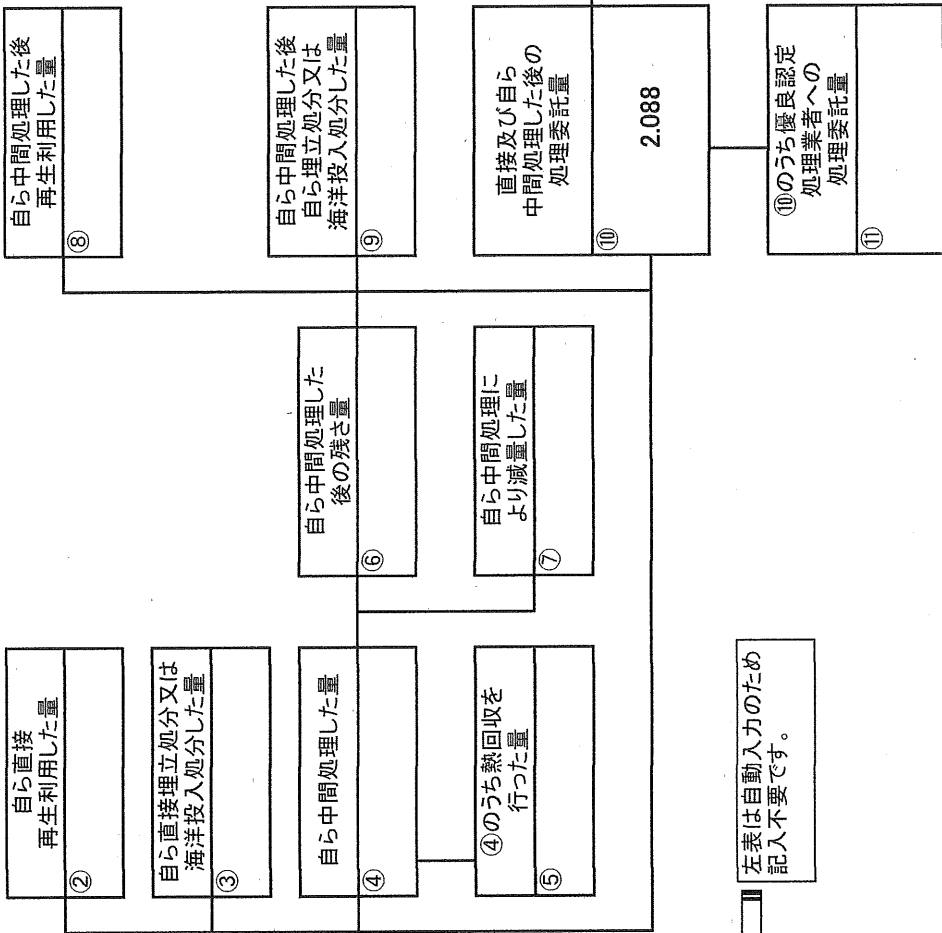 ②
自ら直接
再生利用した量
③
自ら直接埋立処分又は
海洋投入処分した量
④
自ら中間処理した量
⑤
④のうち熱回収を
行った量
⑥
自ら中間処理した
後の残さ量
⑦
自ら中間処理に
より減量した量
⑧
自ら中間処理した後
再生利用した量
⑨
自ら中間処理した後
自ら埋立処分又は
海洋投入処分した量
⑩
直接及び自ら
中間処理した後の
処理委託量
2.088
⑪
⑩のうち優良認定
処理業者への
処理委託量
左表は自動入力のため
記入不要です。